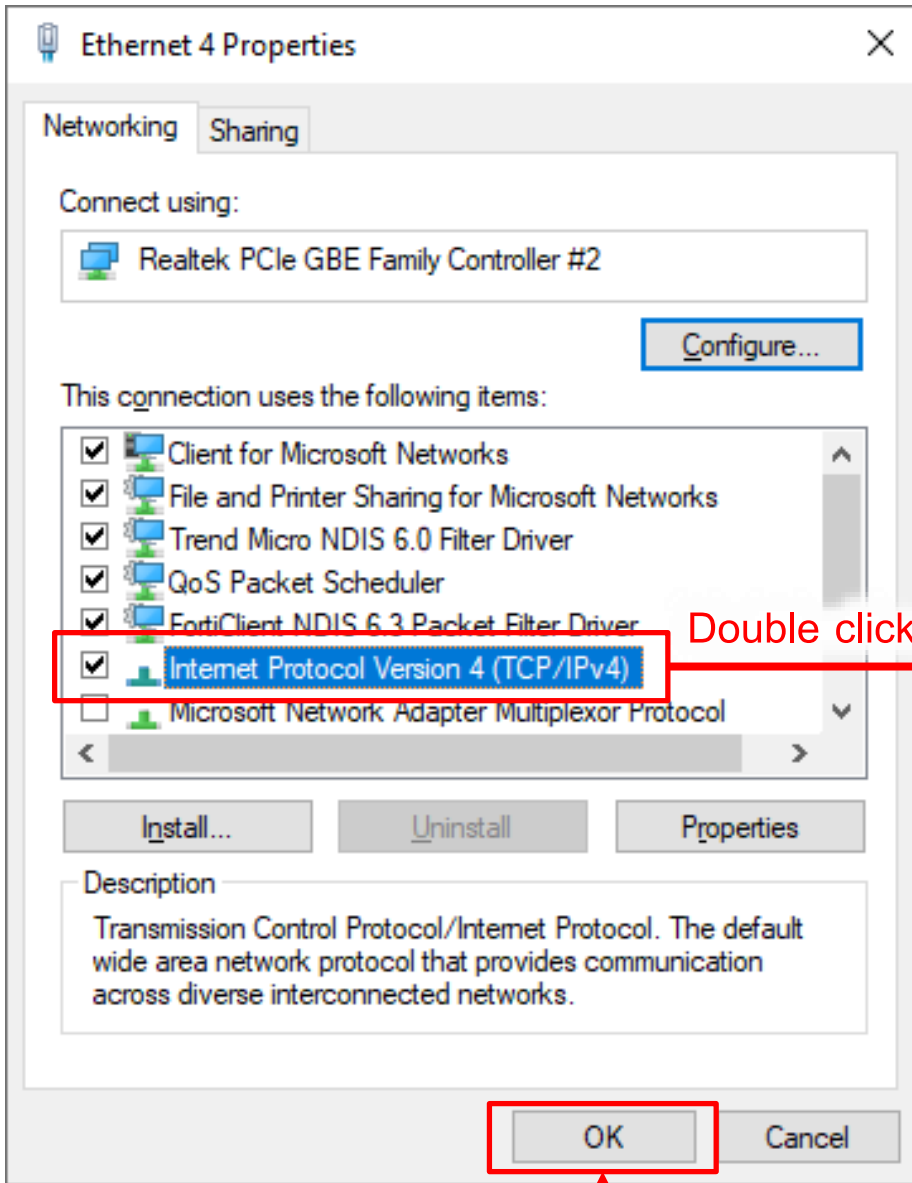 Ethernet 4 Properties
Networking
Sharing
Connect using:
Realtek PCIe GBE Family Controller #2
Configure...
This connection uses the following items:
Client for Microsoft Networks
File and Printer Sharing for Microsoft Networks
Trend Micro NDIS 6.0 Filter Driver
QoS Packet Scheduler
FortiClient NDIS 6.3 Packet Filter Driver
Double click
Internet Protocol Version 4 (TCP/IPv4)
Microsoft Network Adapter Multiplexor Protocol
Install...
Uninstall
Properties
Description
Transmission Control Protocol/Internet Protocol. The default
wide area network protocol that provides communication
across diverse interconnected networks.
OK
Cancel